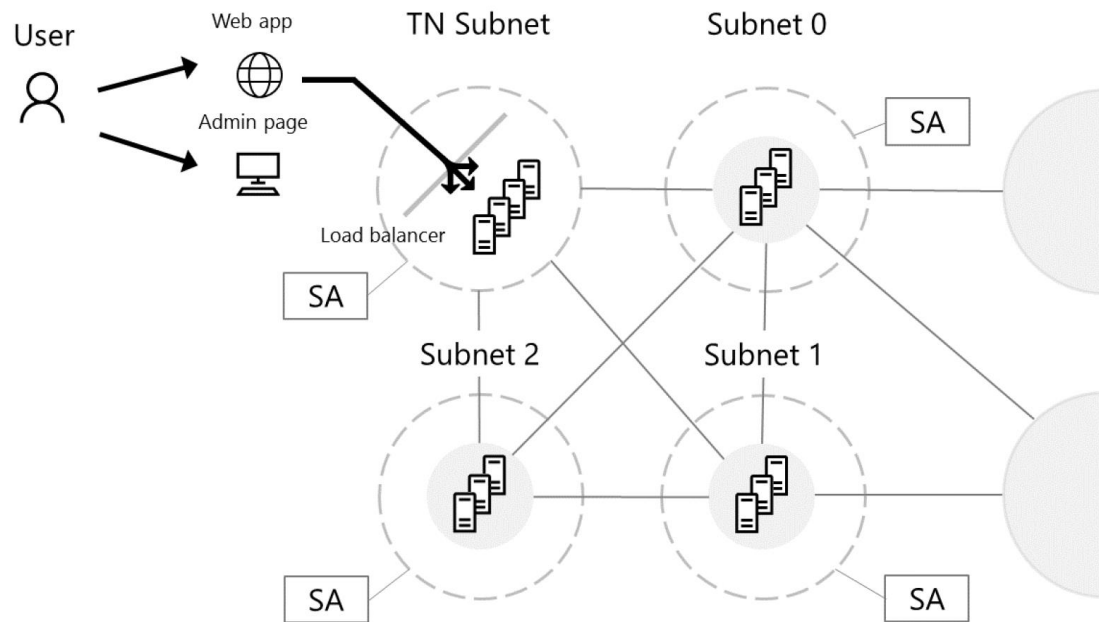 User
Web app
TN Subnet
Subnet 0
Admin page
SA
Load balancer
SA
Subnet 2
Subnet 1
SA
SA